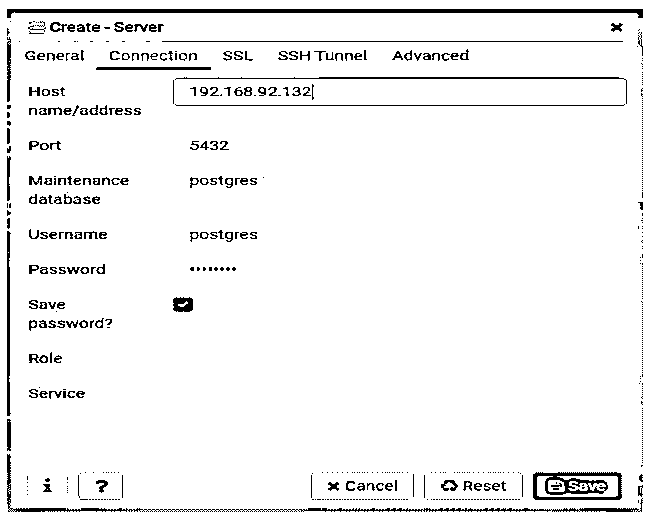 Create - Server
General Connection SSL SSH Tunnel Advanced
Host
name/address
192.168.92.132
Port 5432
Maintenance
database
postgres
Username postgres
Password ••••••••
Save
password?
Role
Service
i ? Cancel Reset Save